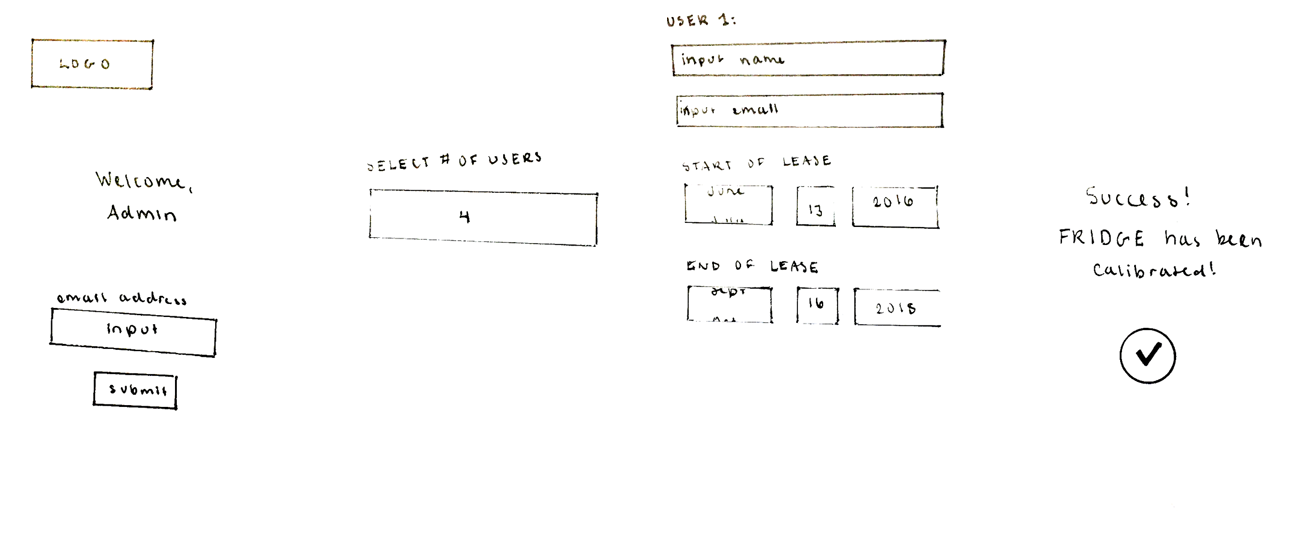 LOGO
Welcome,
Admin
email address
input
submit
SELECT # OF USERS
4
USER 1:
input name
input email
START OF LEASE
June
13
2016
END OF LEASE
Sept
16
2018
Success!
FRIDGE has been
calibrated!